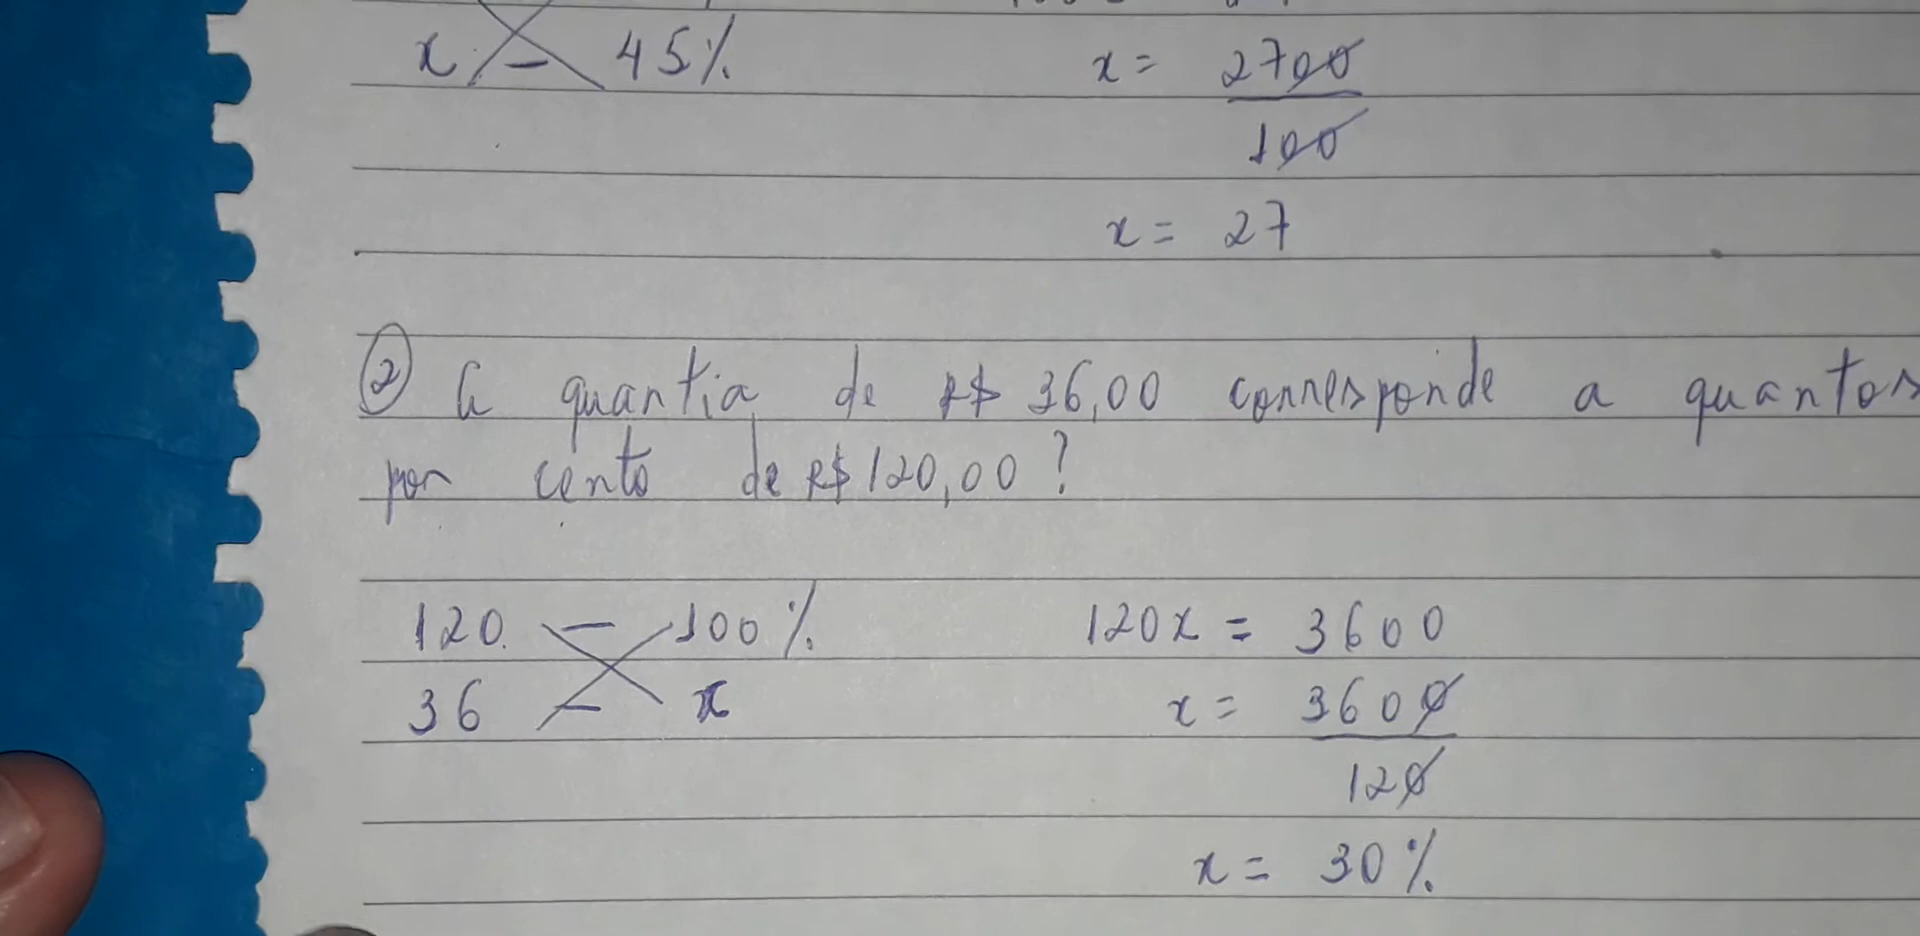 x — 45% x = 2700
100
x = 27
② A quantia de R$ 36,00 corresponde a quantos
por cento de R$ 120,00?
120 — 100% 120x = 3600
36 — x x = 3600
120
x = 30%